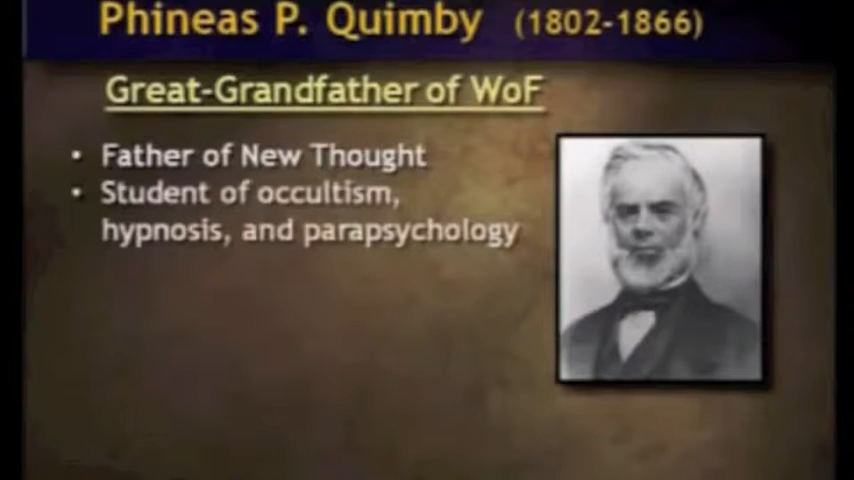 Phineas P. Quimby (1802-1866)
Great-Grandfather of WoF
• Father of New Thought
• Student of occultism,
hypnosis, and parapsychology